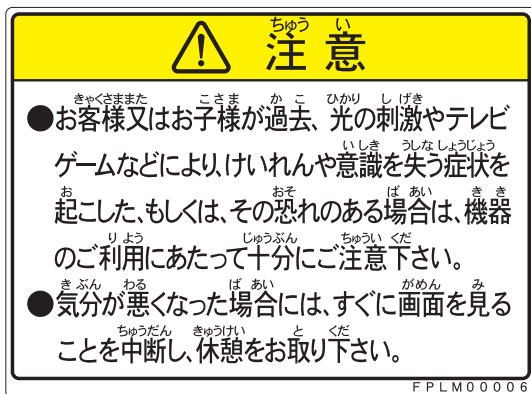 注意
●お客様又はお子様が過去、光の刺激やテレビ
ゲームなどにより、けいれんや意識を失う症状を
起こした、もしくは、その恐れのある場合は、機器
のご利用にあたって十分にご注意下さい。
●気分が悪くなった場合には、すぐに画面を見る
ことを中断し、休憩をお取り下さい。
FPLM00006